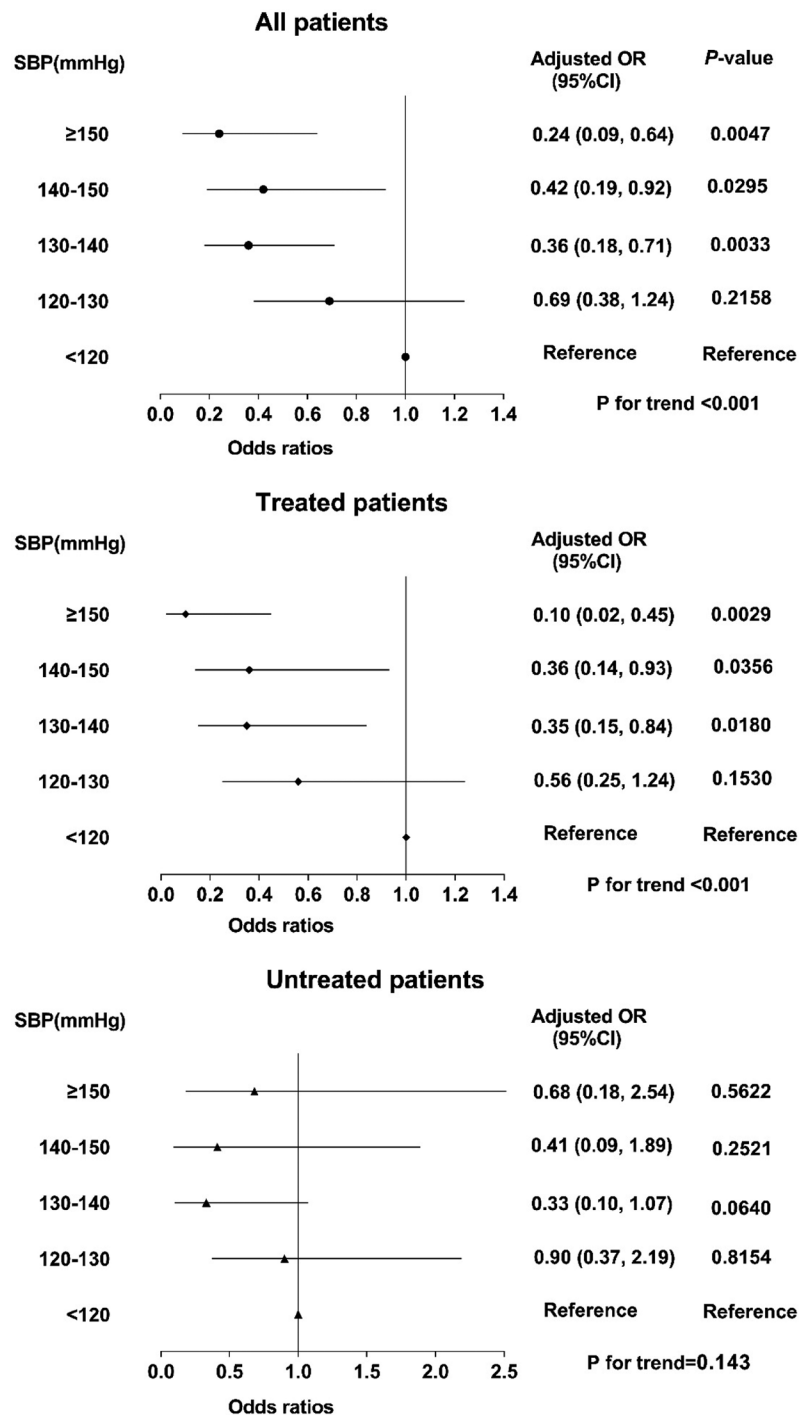 All patients
SBP(mmHg) Adjusted OR P-value
(95%CI)
≥150 0.24 (0.09, 0.64) 0.0047
140-150 0.42 (0.19, 0.92) 0.0295
130-140 0.36 (0.18, 0.71) 0.0033
120-130 0.69 (0.38, 1.24) 0.2158
<120 Reference Reference
P for trend <0.001
0.0 0.2 0.4 0.6 0.8 1.0 1.2 1.4
Odds ratios
Treated patients
SBP(mmHg) Adjusted OR
(95%CI)
≥150 0.10 (0.02, 0.45) 0.0029
140-150 0.36 (0.14, 0.93) 0.0356
130-140 0.35 (0.15, 0.84) 0.0180
120-130 0.56 (0.25, 1.24) 0.1530
<120 Reference Reference
P for trend <0.001
0.0 0.2 0.4 0.6 0.8 1.0 1.2 1.4
Odds ratios
Untreated patients
SBP(mmHg) Adjusted OR
(95%CI)
≥150 0.68 (0.18, 2.54) 0.5622
140-150 0.41 (0.09, 1.89) 0.2521
130-140 0.33 (0.10, 1.07) 0.0640
120-130 0.90 (0.37, 2.19) 0.8154
<120 Reference Reference
P for trend=0.143
0.0 0.5 1.0 1.5 2.0 2.5
Odds ratios